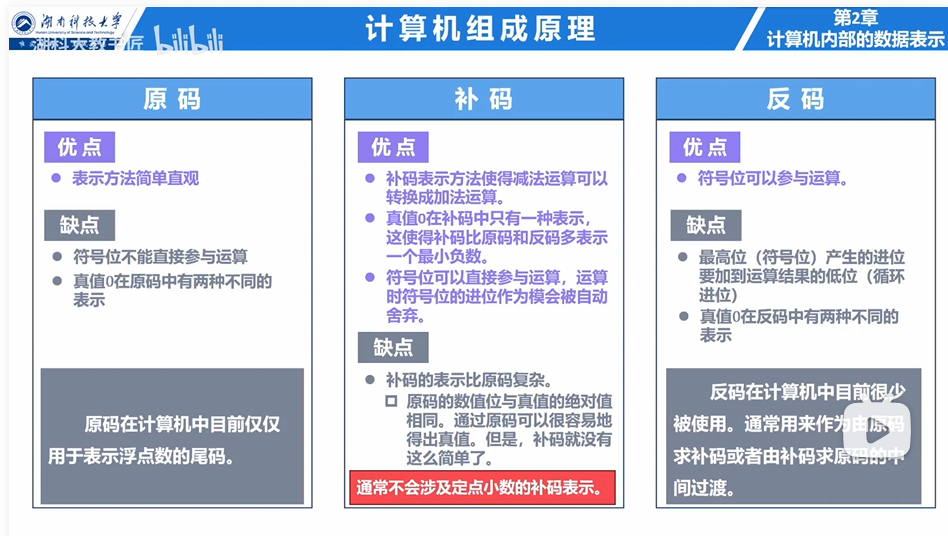 湖南科技大学
Hunan University of Science and Technology
湖科大教书匠
bilibili
计算机组成原理
第2章
计算机内部的数据表示
原码
优点
表示方法简单直观
缺点
符号位不能直接参与运算
真值0在原码中有两种不同的
表示
原码在计算机中目前仅仅
用于表示浮点数的尾码。
补码
优点
补码表示方法使得减法运算可以
转换成加法运算。
真值0在补码中只有一种表示，
这使得补码比原码和反码多表示
一个最小负数。
符号位可以直接参与运算，运算
时符号位的进位作为模会被自动
舍弃。
缺点
补码的表示比原码复杂。
原码的数值位与真值的绝对值
相同。通过原码可以很容易地
得出真值。但是，补码就没有
这么简单了。
通常不会涉及定点小数的补码表示。
反码
优点
符号位可以参与运算。
缺点
最高位（符号位）产生的进位
要加到运算结果的低位（循环
进位）
真值0在反码中有两种不同的
表示
反码在计算机中目前很少
被使用。通常用来作为由原码
求补码或者由补码求原码的中
间过渡。